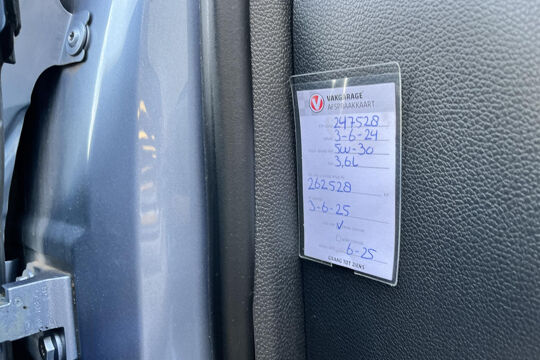 VAKGARAGE
AFSPRAAKKAART
247528
3-6-24
5W-30
3,6L
262528
3-6-25
6-25
GRAAG TOT ZIENS